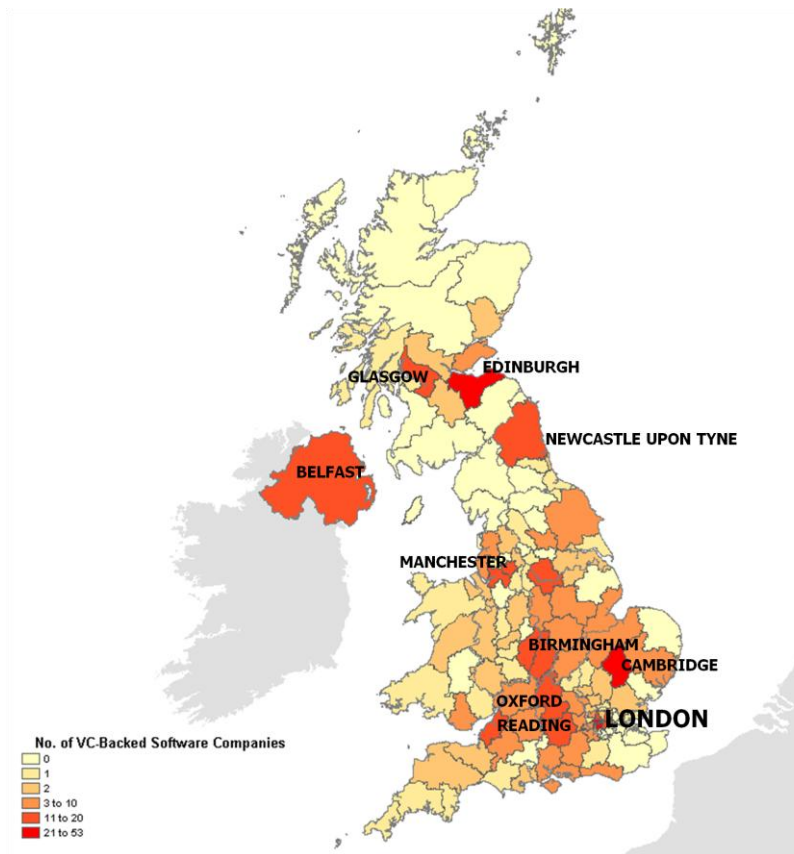 EDINBURGH
GLASGOW
NEWCASTLE UPON TYNE
BELFAST
MANCHESTER
BIRMINGHAM
CAMBRIDGE
OXFORD
READING
LONDON
No. of VC-Backed Software Companies
0
1
2
3 to 10
11 to 20
21 to 53